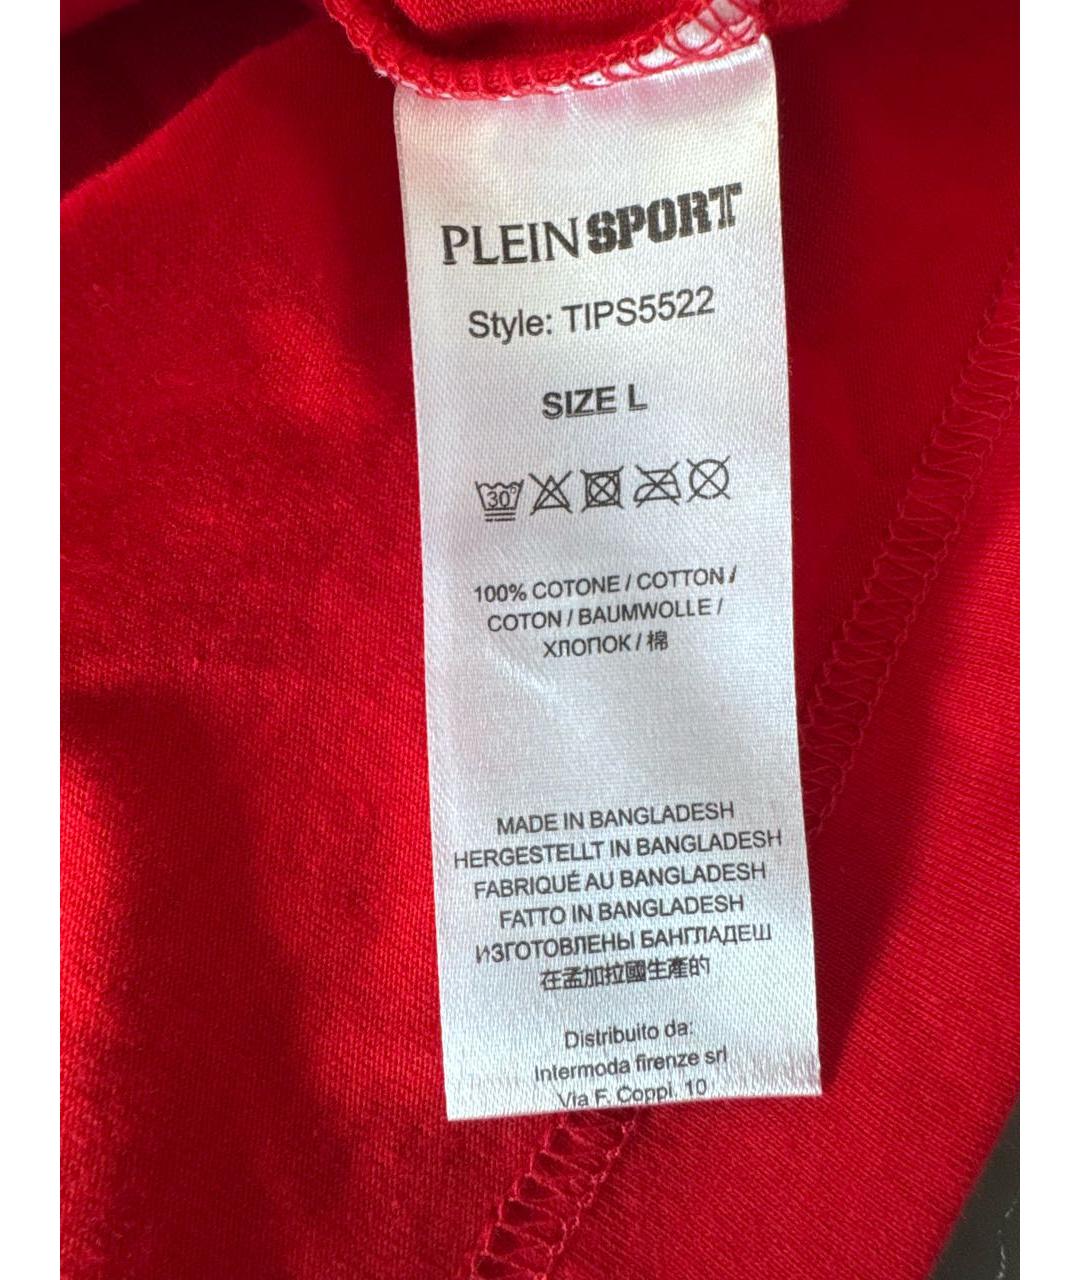 PLEIN SPORT
Style: TIPS5522
SIZE L
30°
100% COTONE / COTTON /
COTON / BAUMWOLLE /
ХЛОПОК / 棉
MADE IN BANGLADESH
HERGESTELLT IN BANGLADESH
FABRIQUÉ AU BANGLADESH
FATTO IN BANGLADESH
ИЗГОТОВЛЕНЫ БАНГЛАДЕШ
在孟加拉國生產的
Distribuito da:
Intermoda firenze srl
Via F. Coppi, 10